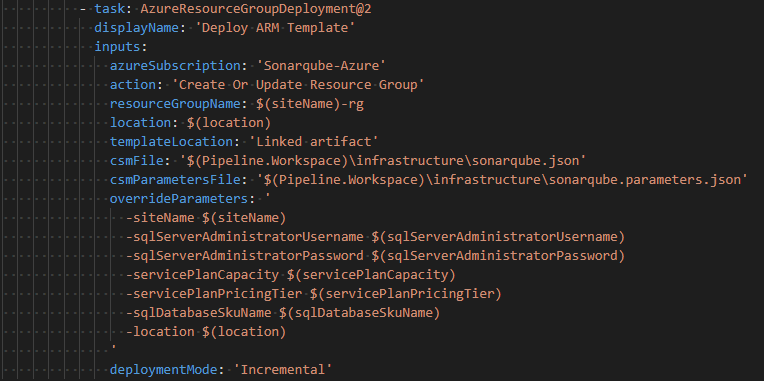 - task: AzureResourceGroupDeployment@2
displayName: 'Deploy ARM Template'
inputs:
azureSubscription: 'Sonarqube-Azure'
action: 'Create Or Update Resource Group'
resourceGroupName: $(siteName)-rg
location: $(location)
templateLocation: 'Linked artifact'
csmFile: '$(Pipeline.Workspace)\infrastructure\sonarqube.json'
csmParametersFile: '$(Pipeline.Workspace)\infrastructure\sonarqube.parameters.json'
overrideParameters: '
-siteName $(siteName)
-sqlServerAdministratorUsername $(sqlServerAdministratorUsername)
-sqlServerAdministratorPassword $(sqlServerAdministratorPassword)
-servicePlanCapacity $(servicePlanCapacity)
-servicePlanPricingTier $(servicePlanPricingTier)
-sqlDatabaseSkuName $(sqlDatabaseSkuName)
-location $(location)
'
deploymentMode: 'Incremental'